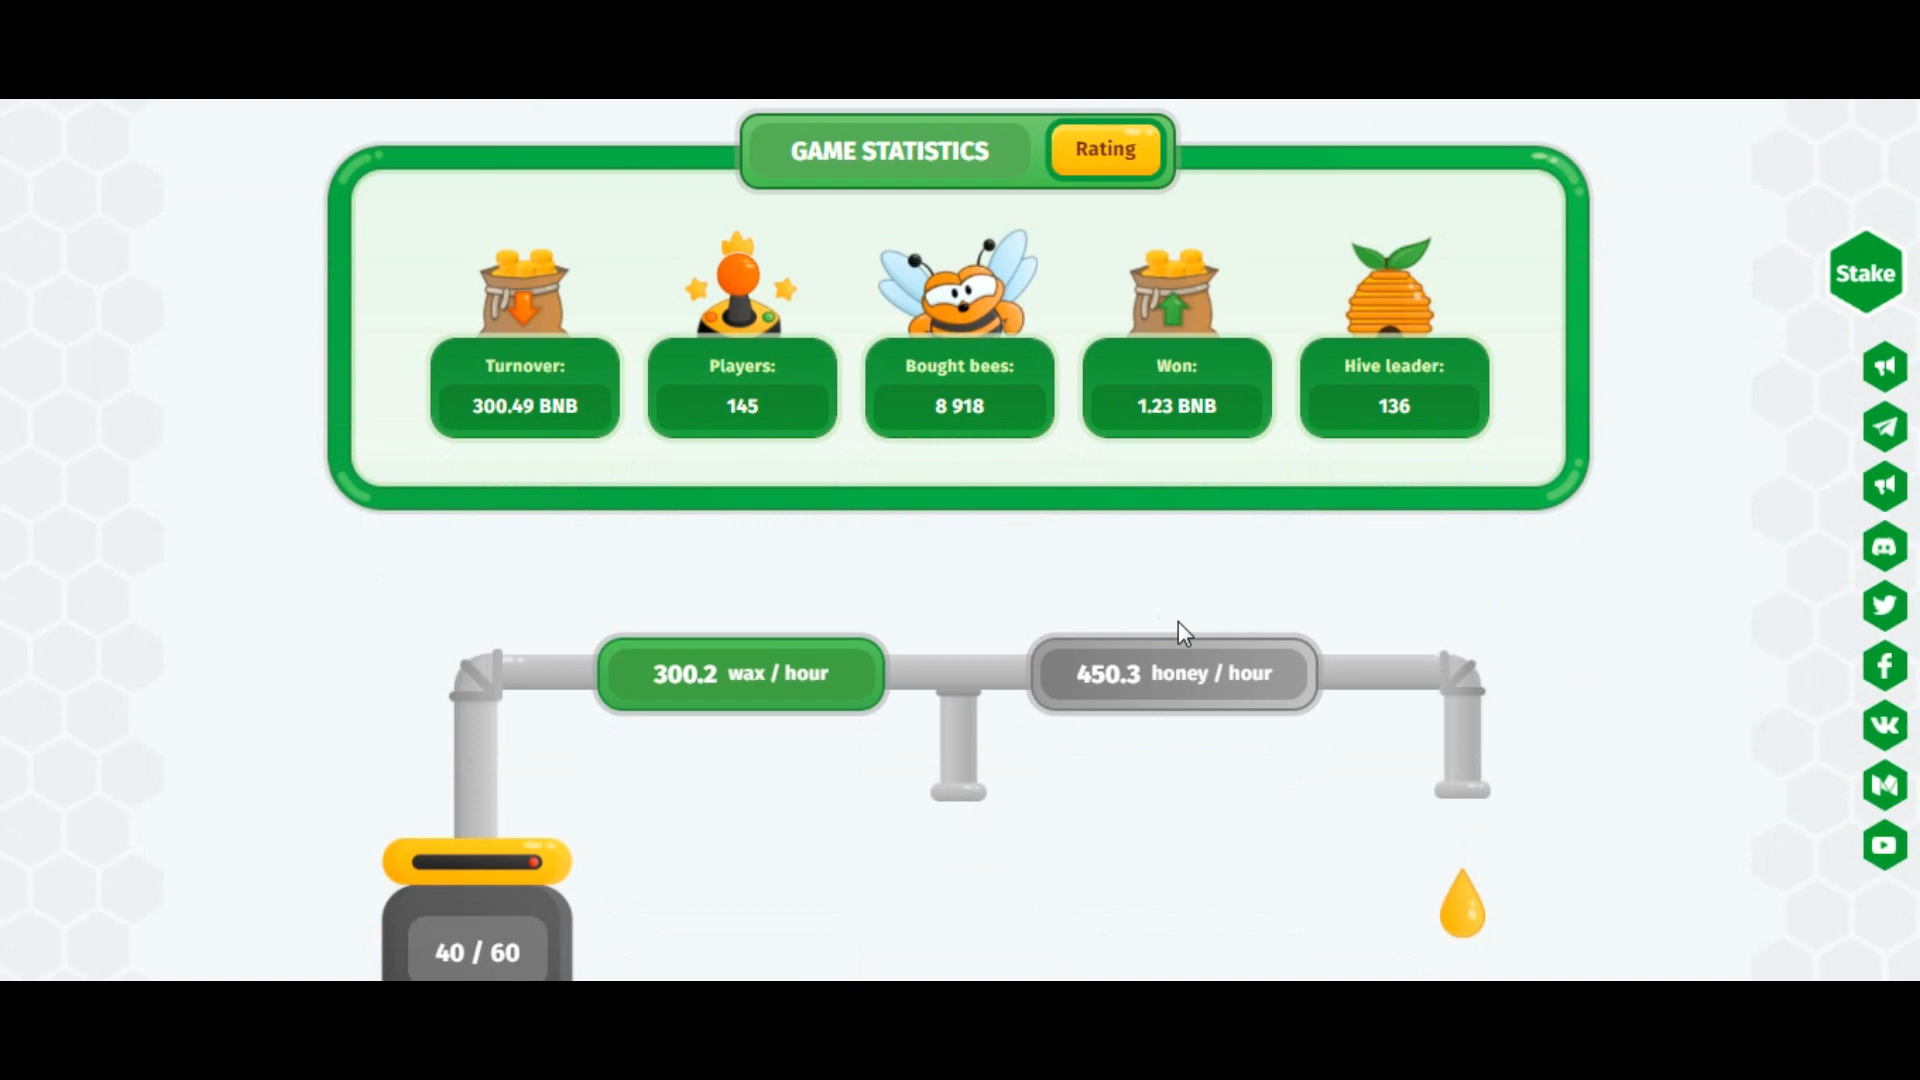 GAME STATISTICS
Rating
Stake
Turnover:
300.49 BNB
Players:
145
Bought bees:
8 918
Won:
1.23 BNB
Hive leader:
136
300.2 wax / hour
450.3 honey / hour
40 / 60